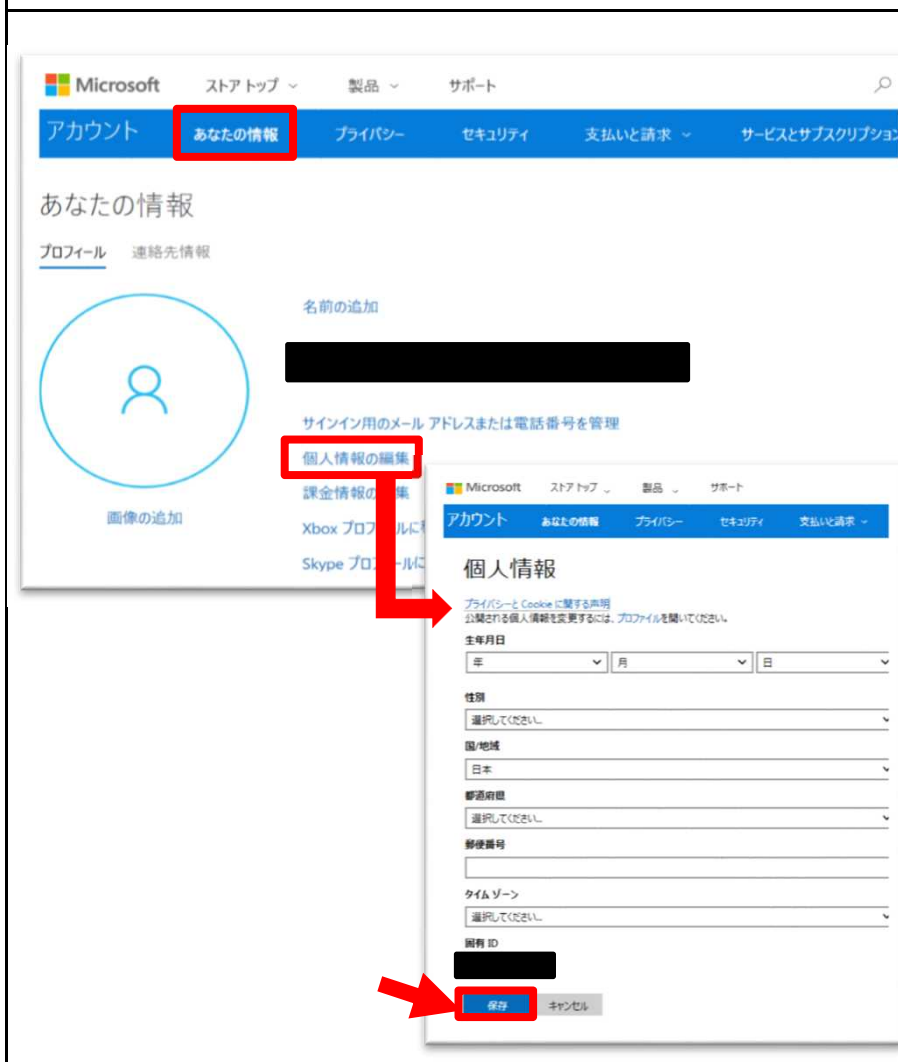 Microsoft ストア トップ 製品 サポート
アカウント あなたの情報 プライバシー セキュリティ 支払いと請求 サービスとサブスクリプション
あなたの情報
プロフィール 連絡先情報
名前の追加
サインイン用のメール アドレスまたは電話番号を管理
個人情報の編集
課金情報の 集
画像の追加
Xbox プロフ ールに
Skype プロ ールに
Microsoft ストア トップ 製品 サポート
アカウント あなたの情報 プライバシー セキュリティ 支払いと請求
個人情報
プライバシーと Cookie に関する声明
公開される個人情報を変更するには、プロファイルを開いてください。
生年月日
年 月 日
性別
選択してください...
国/地域
日本
都道府県
選択してください...
郵便番号
タイム ゾーン
選択してください...
固有 ID
保存 キャンセル